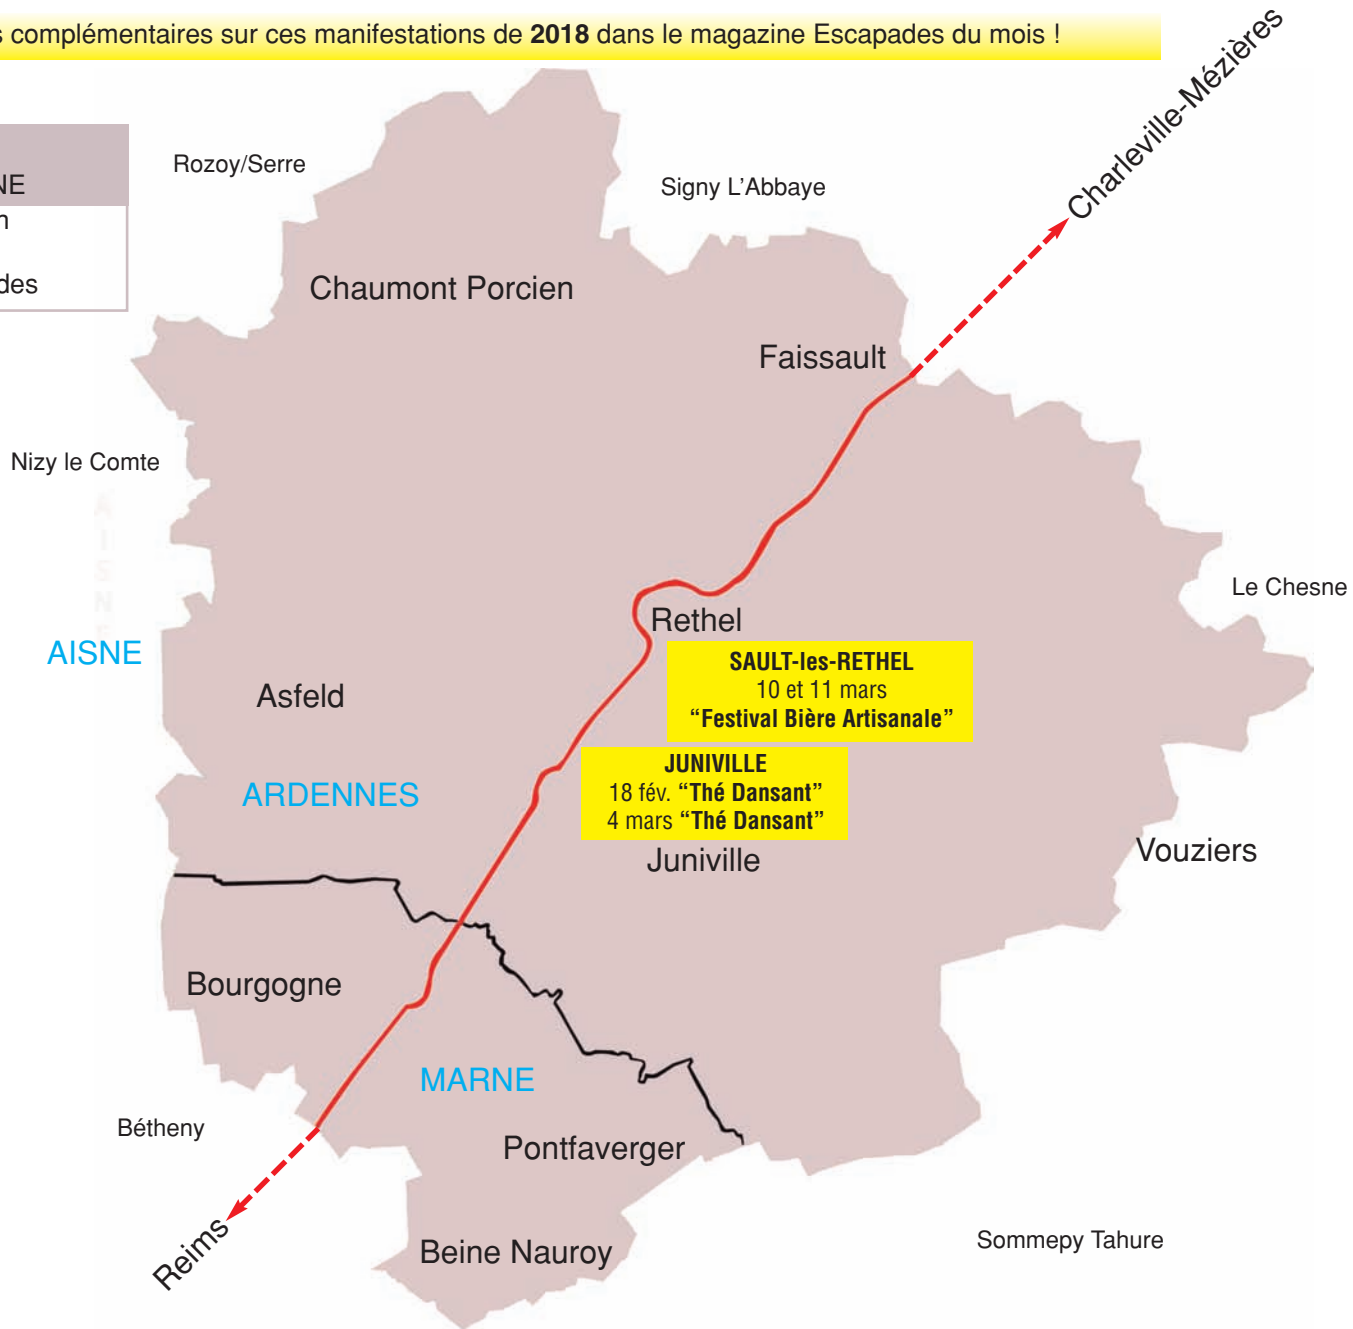 s complémentaires sur ces manifestations de 2018 dans le magazine Escapades du mois !
Charleville-Mézières
NE
n
des
Rozoy/Serre
Signy L'Abbaye
Chaumont Porcien
Faissault
Nizy le Comte
AISNE
Le Chesne
Rethel
AISNE
SAULT-les-RETHEL
10 et 11 mars
“Festival Bière Artisanale”
Asfeld
JUNIVILLE
18 fév. “Thé Dansant”
4 mars “Thé Dansant”
ARDENNES
Juniville
Vouziers
Bourgogne
MARNE
Bétheny
Pontfaverger
Reims
Beine Nauroy
Sommepy Tahure